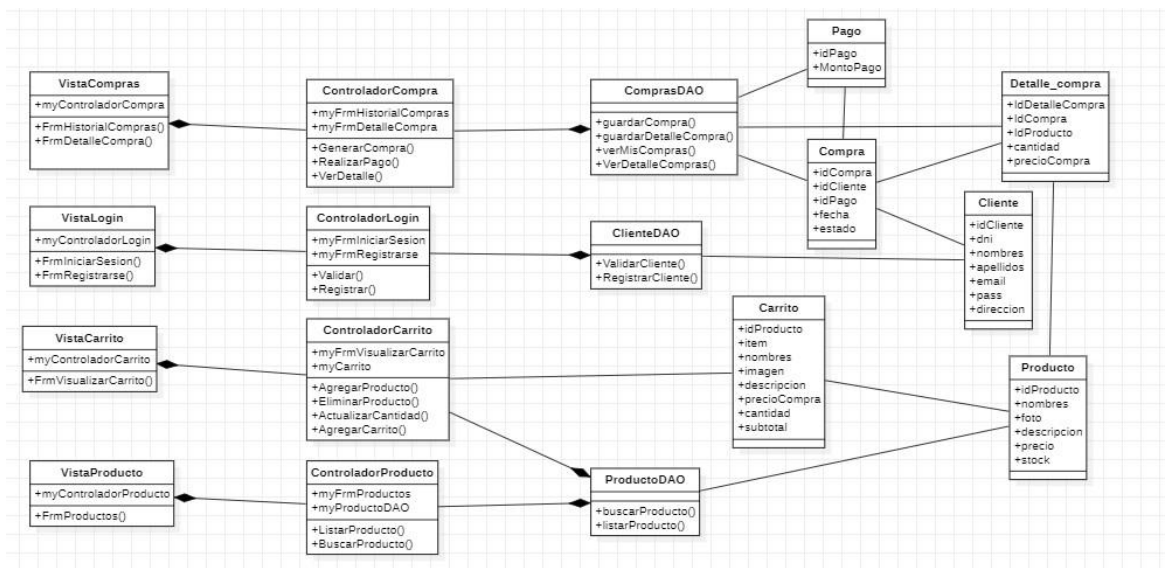 Pago
+idPago
+MontoPago
VistaCompras
+myControladorCompra
+FrmHistorialCompras()
+FrmDetalleCompra()
ControladorCompra
+myFrmHistorialCompras
+myFrmDetalleCompra
+GenerarCompra()
+RealizarPago()
+VerDetalle()
ComprasDAO
+guardarCompra()
+guardarDetalleCompra()
+verMisCompras()
+VerDetalleCompras()
Detalle_compra
+IdDetalleCompra
+IdCompra
+IdProducto
+cantidad
+precioCompra
Compra
+idCompra
+idCliente
+idPago
+fecha
+estado
VistaLogin
+myControladorLogin
+FrmIniciarSesion()
+FrmRegistrarse()
ControladorLogin
+myFrmIniciarSesion
+myFrmRegistrarse
+Validar()
+Registrar()
ClienteDAO
+ValidarCliente()
+RegistrarCliente()
Cliente
+idCliente
+dni
+nombres
+apellidos
+email
+pass
+direccion
VistaCarrito
+myControladorCarrito
+FrmVisualizarCarrito()
ControladorCarrito
+myFrmVisualizarCarrito
+myCarrito
+AgregarProducto()
+EliminarProducto()
+ActualizarCantidad()
+AgregarCarrito()
Carrito
+idProducto
+item
+nombres
+imagen
+descripcion
+precioCompra
+cantidad
+subtotal
Producto
+idProducto
+nombres
+foto
+descripcion
+precio
+stock
VistaProducto
+myControladorProducto
+FrmProductos()
ControladorProducto
+myFrmProductos
+myProductoDAO
+ListarProducto()
+BuscarProducto()
ProductoDAO
+buscarProducto()
+listarProducto()